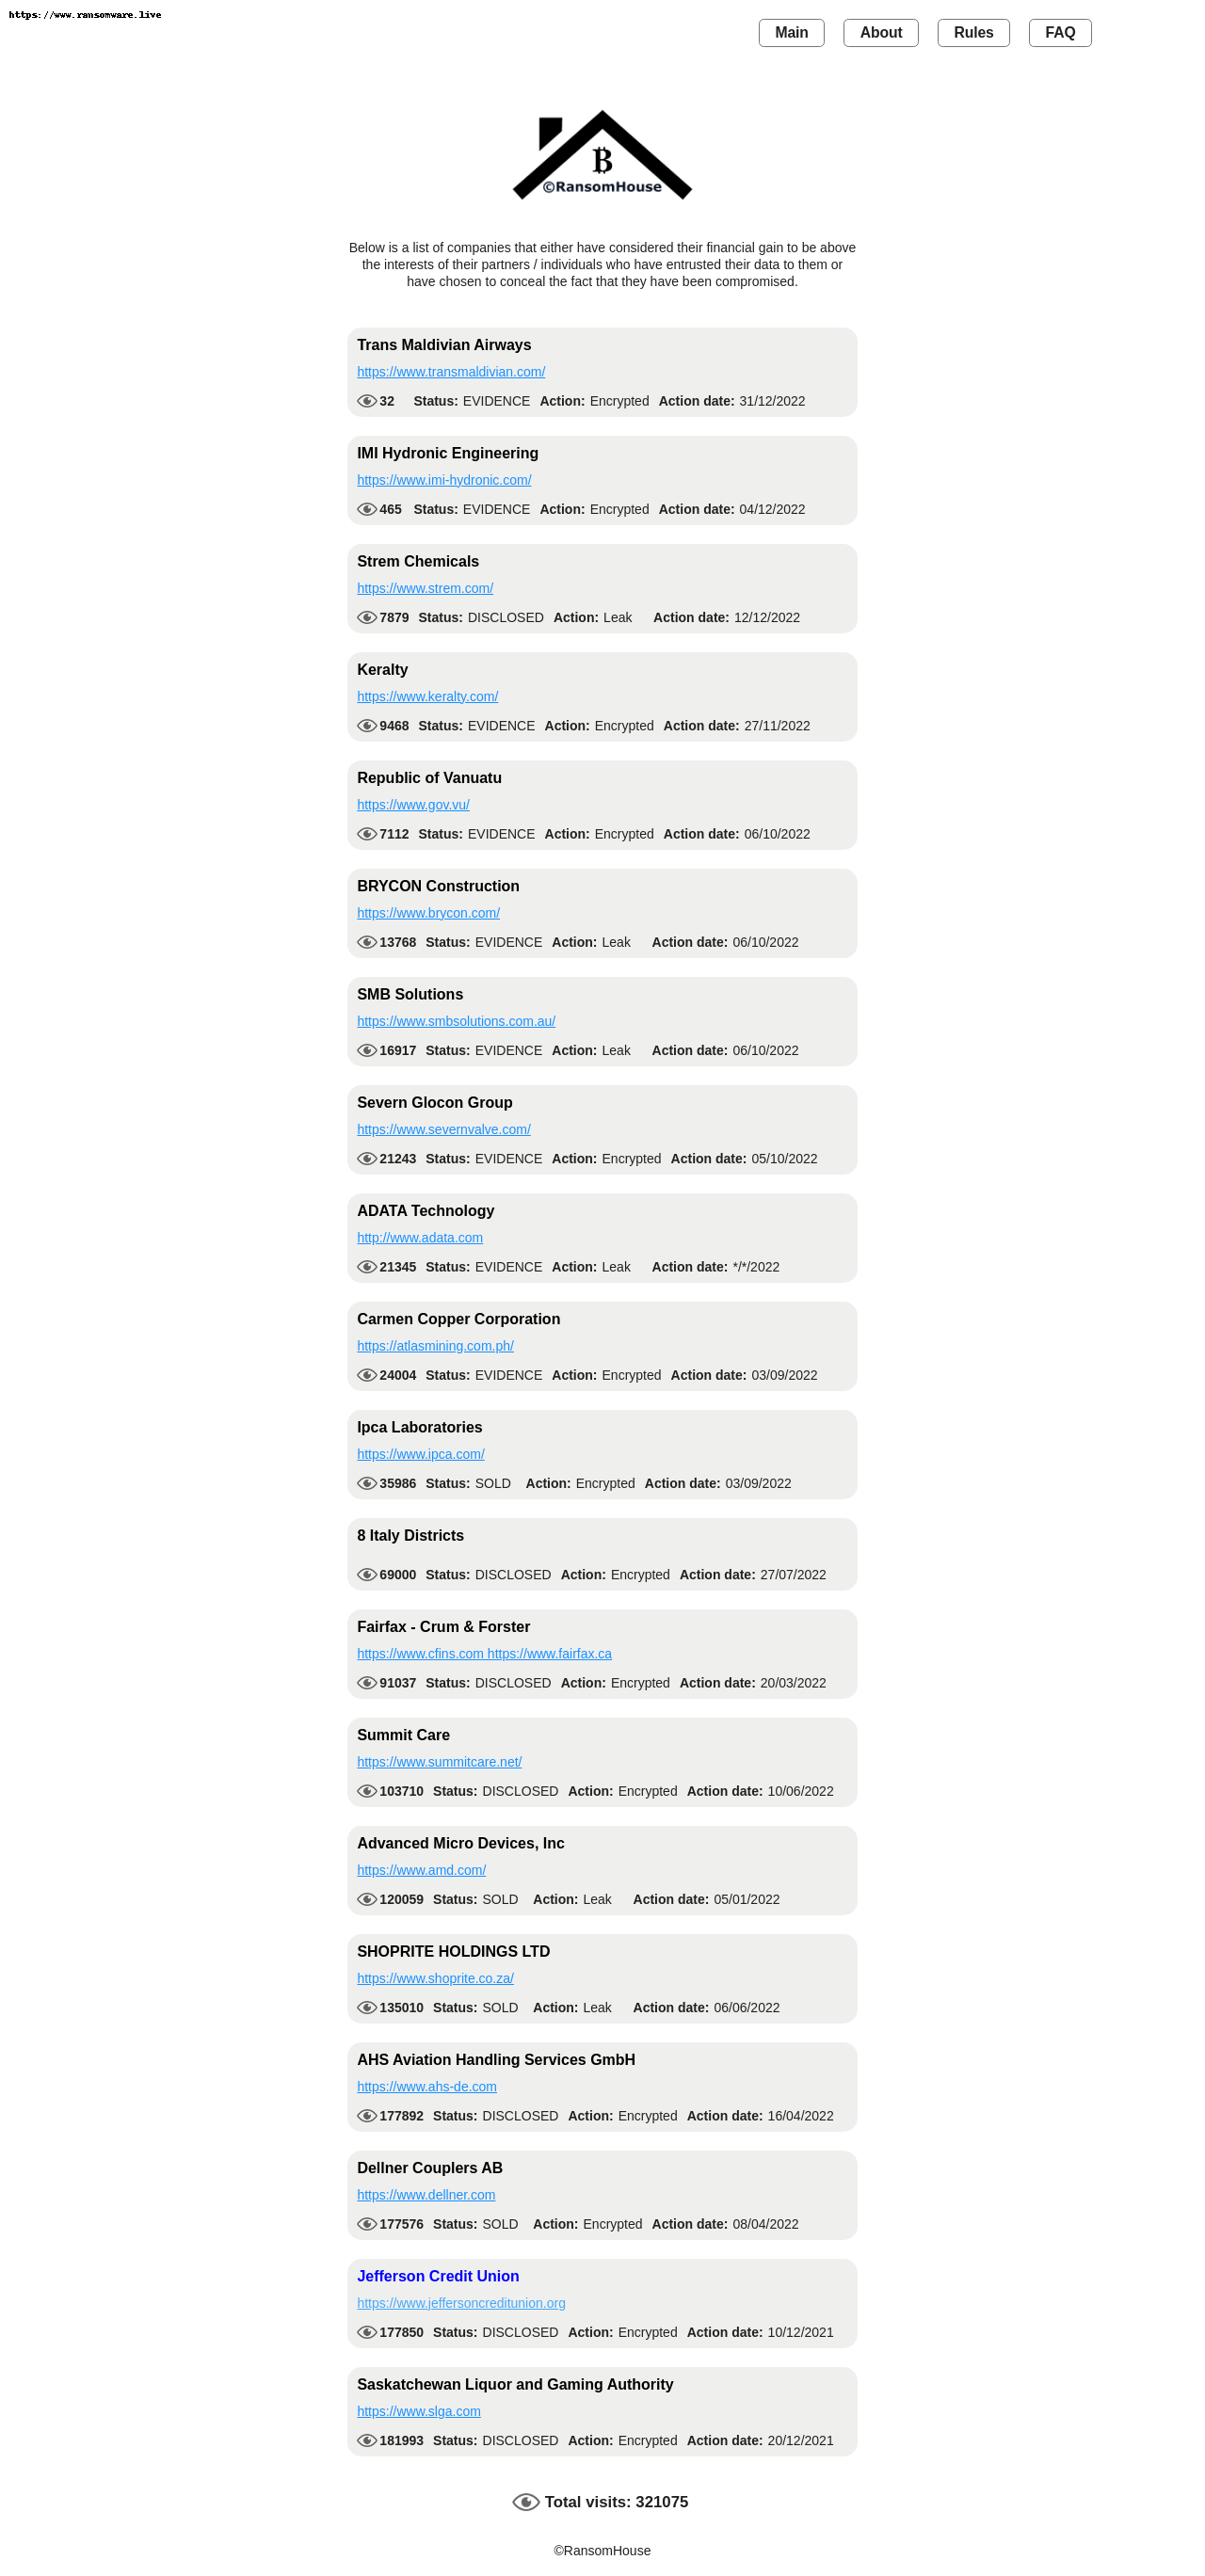 https://www.ransomware.live
Main About Rules FAQ
B
©RansomHouse
Below is a list of companies that either have considered their financial gain to be above
the interests of their partners / individuals who have entrusted their data to them or
have chosen to conceal the fact that they have been compromised.
Trans Maldivian Airways
https://www.transmaldivian.com/
32 Status: EVIDENCE Action: Encrypted Action date: 31/12/2022
IMI Hydronic Engineering
https://www.imi-hydronic.com/
465 Status: EVIDENCE Action: Encrypted Action date: 04/12/2022
Strem Chemicals
https://www.strem.com/
7879 Status: DISCLOSED Action: Leak Action date: 12/12/2022
Keralty
https://www.keralty.com/
9468 Status: EVIDENCE Action: Encrypted Action date: 27/11/2022
Republic of Vanuatu
https://www.gov.vu/
7112 Status: EVIDENCE Action: Encrypted Action date: 06/10/2022
BRYCON Construction
https://www.brycon.com/
13768 Status: EVIDENCE Action: Leak Action date: 06/10/2022
SMB Solutions
https://www.smbsolutions.com.au/
16917 Status: EVIDENCE Action: Leak Action date: 06/10/2022
Severn Glocon Group
https://www.severnvalve.com/
21243 Status: EVIDENCE Action: Encrypted Action date: 05/10/2022
ADATA Technology
http://www.adata.com
21345 Status: EVIDENCE Action: Leak Action date: */*/2022
Carmen Copper Corporation
https://atlasmining.com.ph/
24004 Status: EVIDENCE Action: Encrypted Action date: 03/09/2022
Ipca Laboratories
https://www.ipca.com/
35986 Status: SOLD Action: Encrypted Action date: 03/09/2022
8 Italy Districts
69000 Status: DISCLOSED Action: Encrypted Action date: 27/07/2022
Fairfax - Crum & Forster
https://www.cfins.com https://www.fairfax.ca
91037 Status: DISCLOSED Action: Encrypted Action date: 20/03/2022
Summit Care
https://www.summitcare.net/
103710 Status: DISCLOSED Action: Encrypted Action date: 10/06/2022
Advanced Micro Devices, Inc
https://www.amd.com/
120059 Status: SOLD Action: Leak Action date: 05/01/2022
SHOPRITE HOLDINGS LTD
https://www.shoprite.co.za/
135010 Status: SOLD Action: Leak Action date: 06/06/2022
AHS Aviation Handling Services GmbH
https://www.ahs-de.com
177892 Status: DISCLOSED Action: Encrypted Action date: 16/04/2022
Dellner Couplers AB
https://www.dellner.com
177576 Status: SOLD Action: Encrypted Action date: 08/04/2022
Jefferson Credit Union
https://www.jeffersoncreditunion.org
177850 Status: DISCLOSED Action: Encrypted Action date: 10/12/2021
Saskatchewan Liquor and Gaming Authority
https://www.slga.com
181993 Status: DISCLOSED Action: Encrypted Action date: 20/12/2021
Total visits: 321075
©RansomHouse